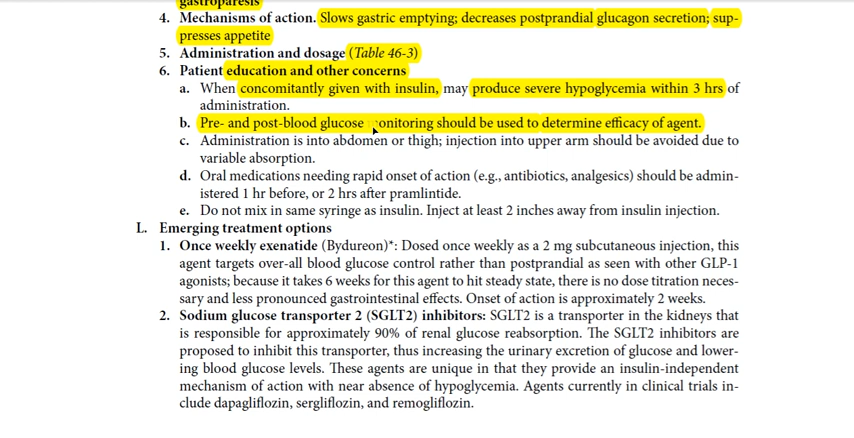 gastroparesis
4. Mechanisms of action. Slows gastric emptying; decreases postprandial glucagon secretion; sup-
presses appetite
5. Administration and dosage (Table 46-3)
6. Patient education and other concerns
a. When concomitantly given with insulin, may produce severe hypoglycemia within 3 hrs of
administration.
b. Pre- and post-blood glucose monitoring should be used to determine efficacy of agent.
c. Administration is into abdomen or thigh; injection into upper arm should be avoided due to
variable absorption.
d. Oral medications needing rapid onset of action (e.g., antibiotics, analgesics) should be admin-
istered 1 hr before, or 2 hrs after pramlintide.
e. Do not mix in same syringe as insulin. Inject at least 2 inches away from insulin injection.
L. Emerging treatment options
1. Once weekly exenatide (Bydureon)*: Dosed once weekly as a 2 mg subcutaneous injection, this
agent targets over-all blood glucose control rather than postprandial as seen with other GLP-1
agonists; because it takes 6 weeks for this agent to hit steady state, there is no dose titration neces-
sary and less pronounced gastrointestinal effects. Onset of action is approximately 2 weeks.
2. Sodium glucose transporter 2 (SGLT2) inhibitors: SGLT2 is a transporter in the kidneys that
is responsible for approximately 90% of renal glucose reabsorption. The SGLT2 inhibitors are
proposed to inhibit this transporter, thus increasing the urinary excretion of glucose and lower-
ing blood glucose levels. These agents are unique in that they provide an insulin-independent
mechanism of action with near absence of hypoglycemia. Agents currently in clinical trials in-
clude dapagliflozin, sergliflozin, and remogliflozin.